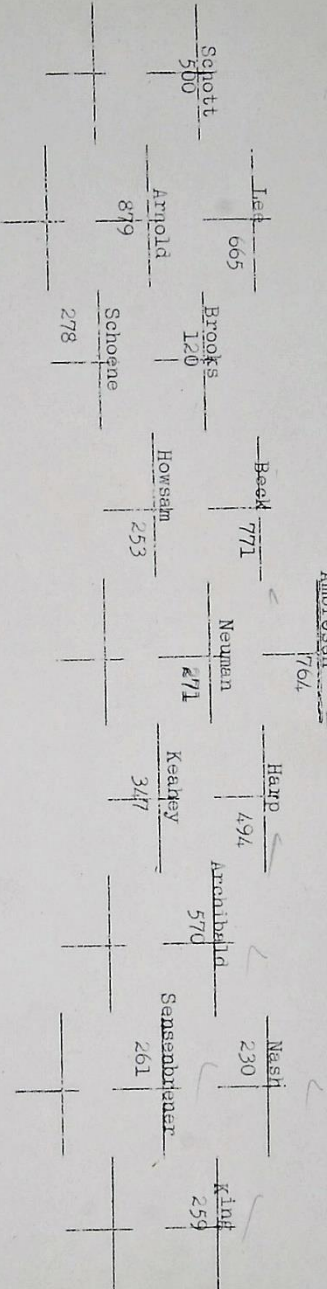 Schott
500
Lee
665
Arnold
879
Brooks
120
Schoene
278
Beck
771
Howsam
253
764
Neuman
271
Harp
494
Keahey
347
Archibald
570
Nash
230
Sensenbrener
261
King
259